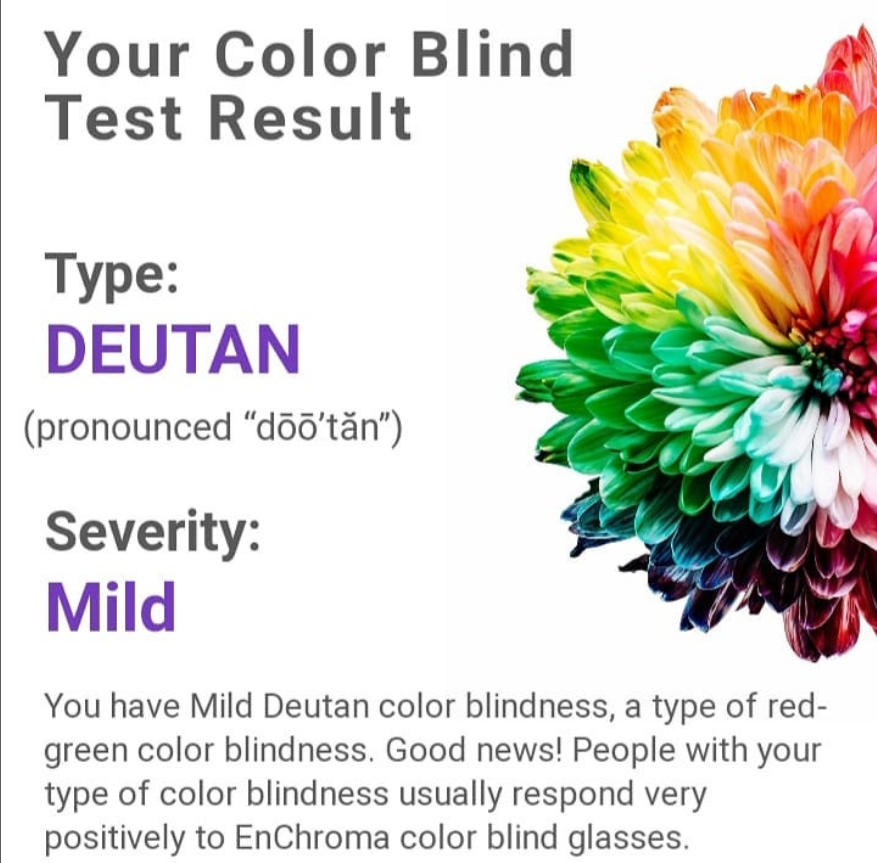 Your Color Blind
Test Result
Type:
DEUTAN
(pronounced “dōō′tăn”)
Severity:
Mild
You have Mild Deutan color blindness, a type of red-
green color blindness. Good news! People with your
type of color blindness usually respond very
positively to EnChroma color blind glasses.